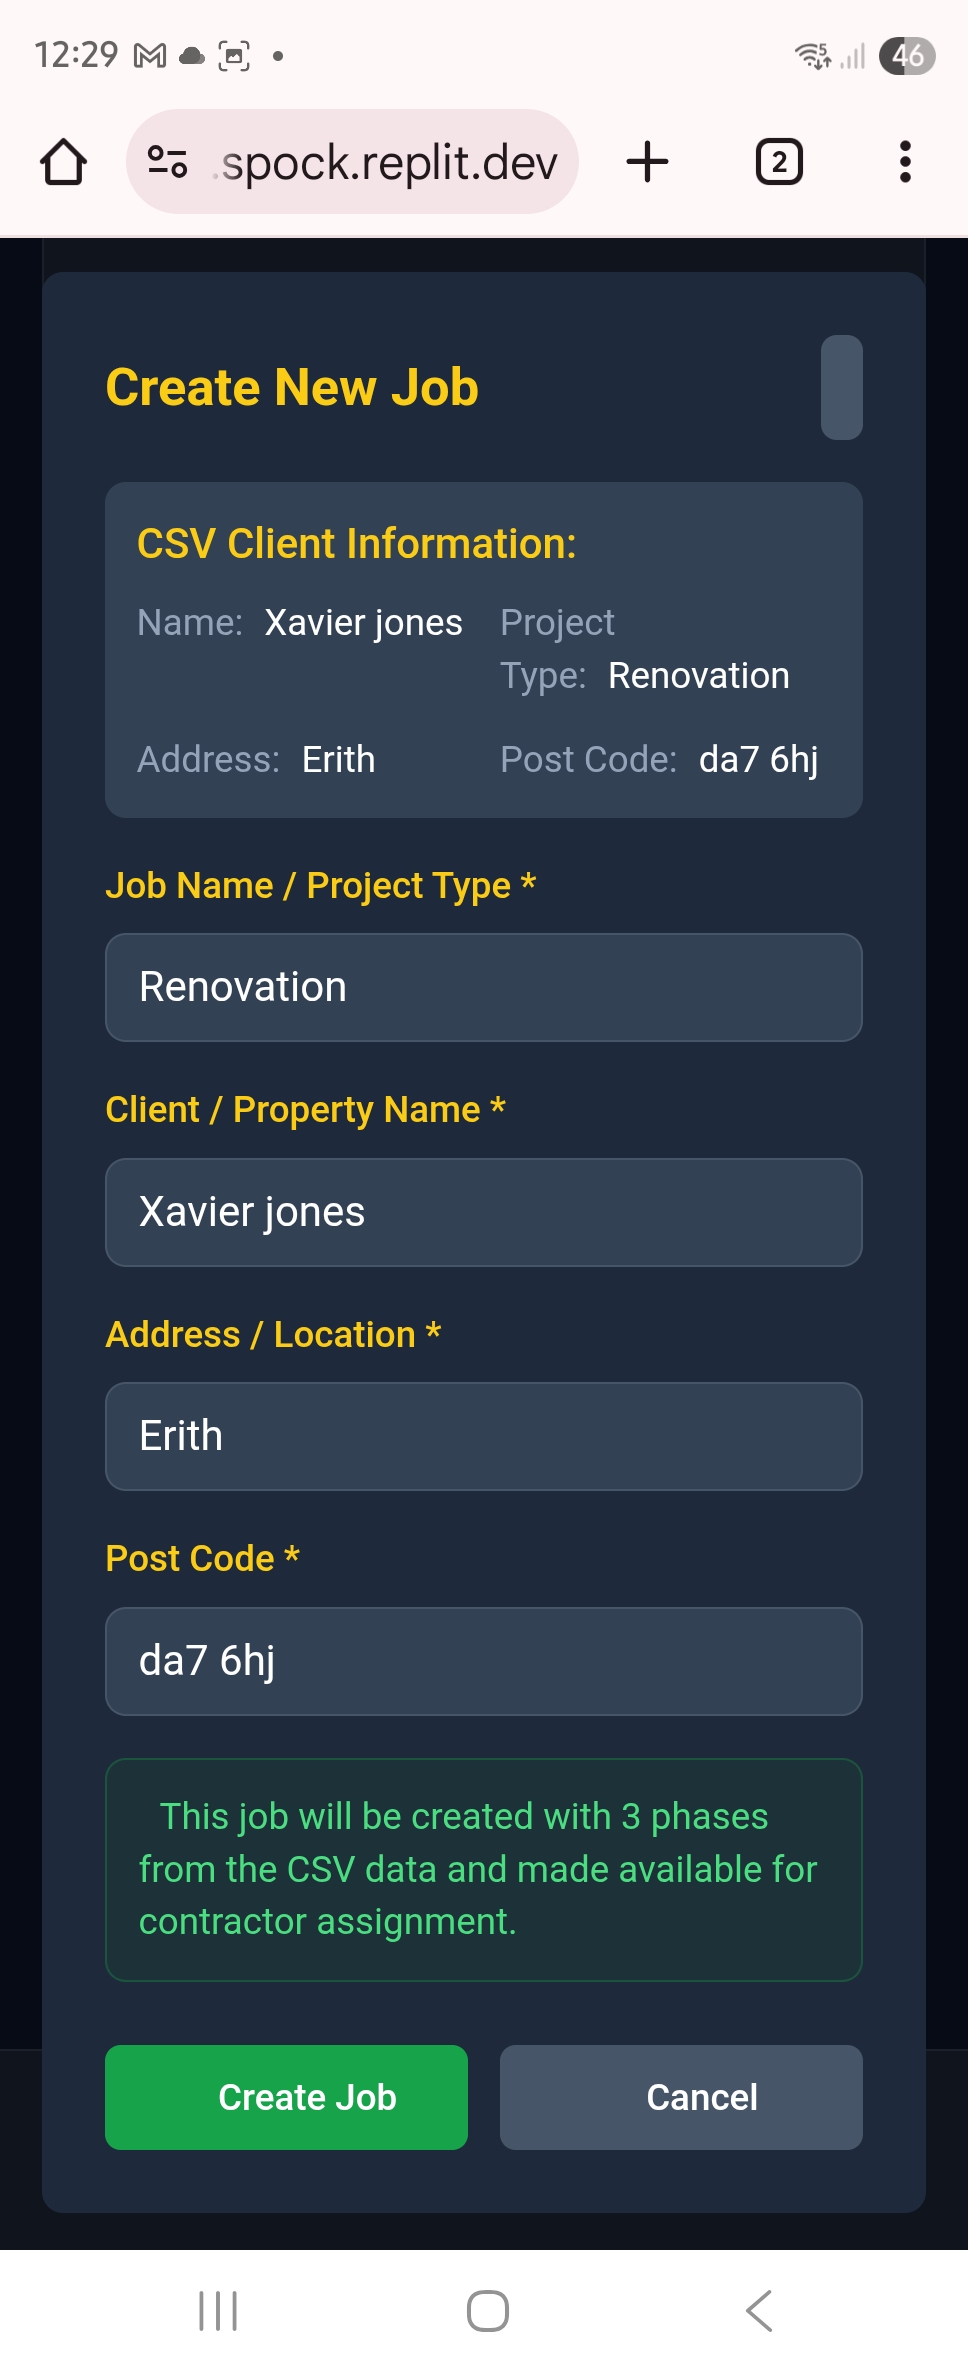 12:29
5
46
.spock.replit.dev
2
Create New Job
CSV Client Information:
Name: Xavier jones
Project
Type: Renovation
Address: Erith
Post Code: da7 6hj
Job Name / Project Type *
Renovation
Client / Property Name *
Xavier jones
Address / Location *
Erith
Post Code *
da7 6hj
This job will be created with 3 phases
from the CSV data and made available for
contractor assignment.
Create Job
Cancel